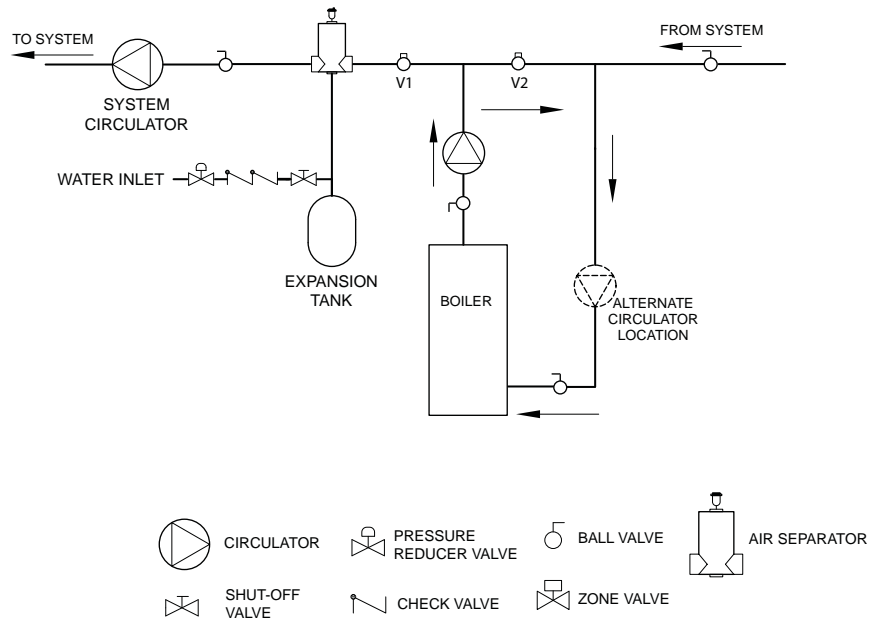 TO SYSTEM
FROM SYSTEM
V1
V2
SYSTEM
CIRCULATOR
WATER INLET
EXPANSION
TANK
BOILER
ALTERNATE
CIRCULATOR
LOCATION
CIRCULATOR
PRESSURE
REDUCER VALVE
BALL VALVE
AIR SEPARATOR
SHUT-OFF
VALVE
CHECK VALVE
ZONE VALVE